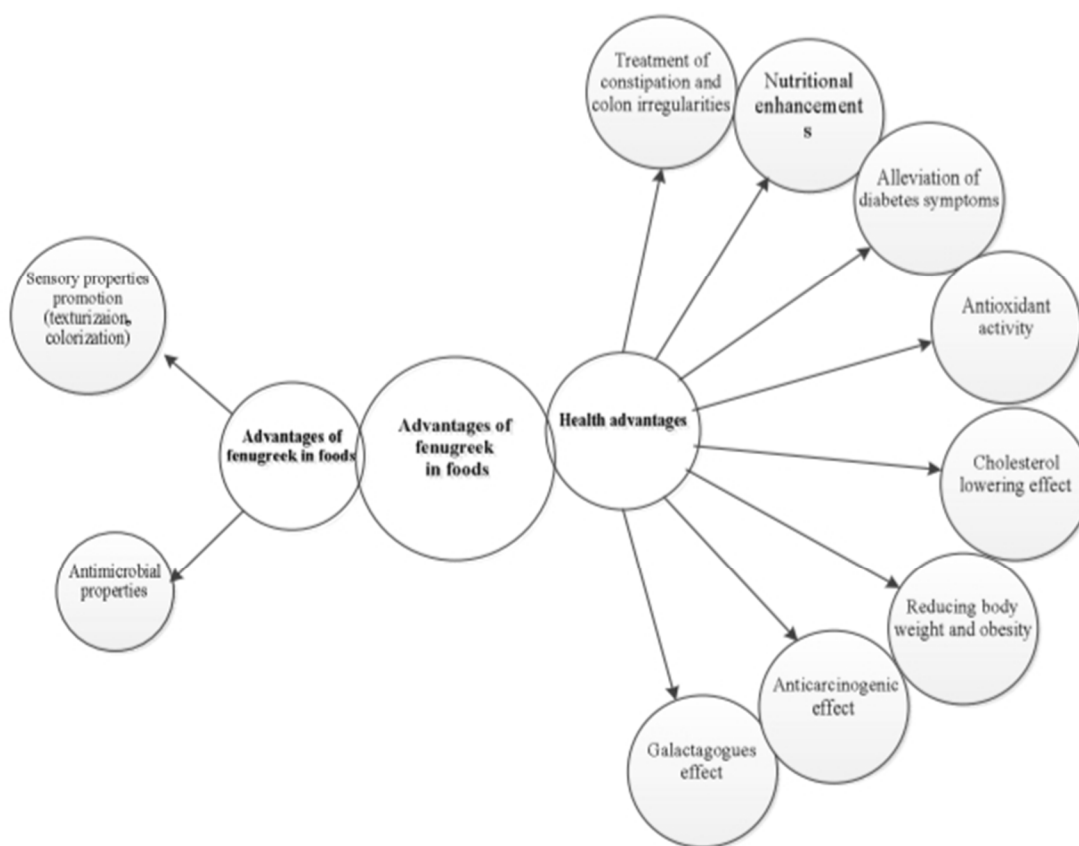 Treatment of
constipation and
colon irregularities
Nutritional
enhancement
s
Alleviation of
diabetes symptoms
Antioxidant
activity
Cholesterol
lowering effect
Reducing body
weight and obesity
Anticarcinogenic
effect
Galactagogues
effect
Health advantages
Advantages of
fenugreek
in foods
Advantages of
fenugreek in foods
Sensory properties
promotion
(texturizaion,
colorization)
Antimicrobial
properties